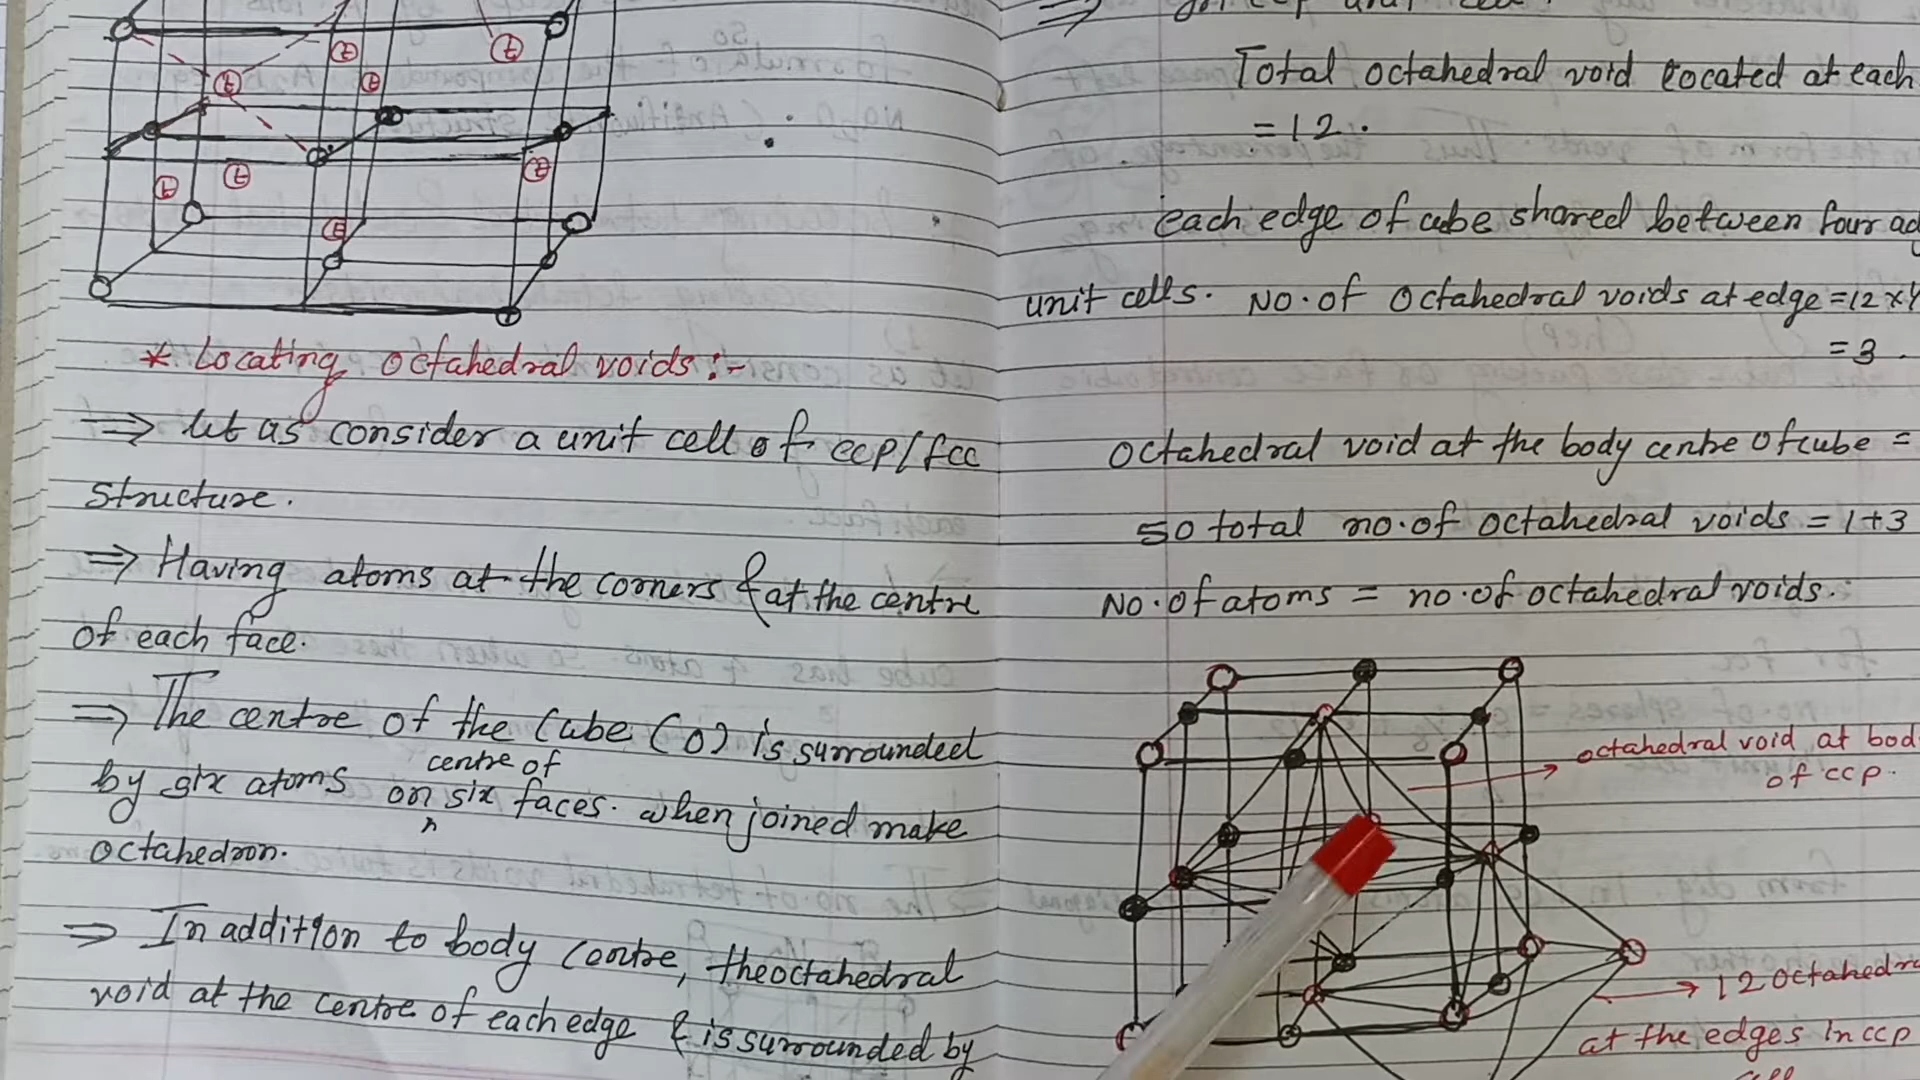 * Locating octahedral voids:-
⇒ let us consider a unit cell of ccp/fcc
structure.
⇒ Having atoms at the corners & at the centre
of each face.
⇒ The centre of the Cube (O) is surrounded
by six atoms on centre of six faces. when joined make
octahedron.
⇒ In addition to body centre, the octahedral
void at the centre of each edge & is surrounded by
Total octahedral void located at each
= 12.
each edge of cube shared between four
unit cells. No. of octahedral voids at edge = 12 ×
= 3.
octahedral void at the body centre of cube =
so total no. of octahedral voids = 1+3
No. of atoms = no. of octahedral voids.
octahedral void at
of ccp.
→ 12
at the edges in ccp
T
T
T
T
T
T
T
T